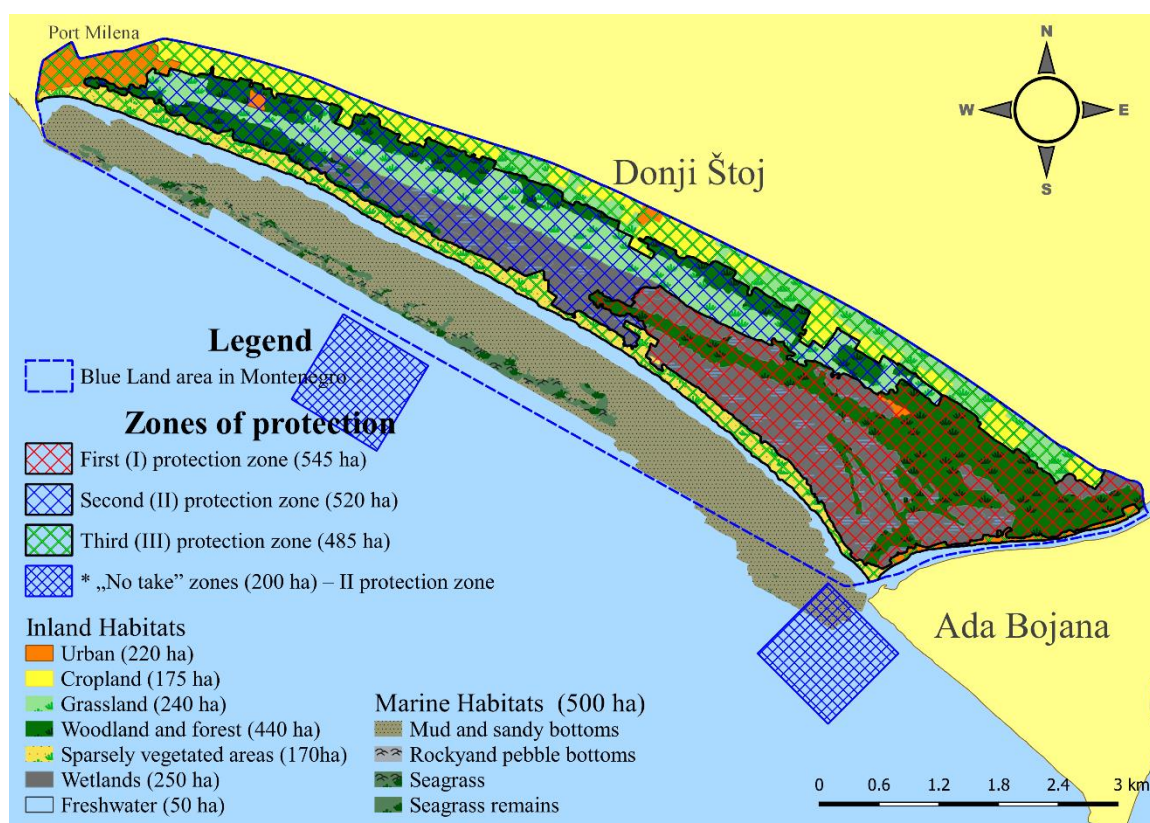 Port Milena
N
W
E
S
Donji Štoj
Legend
Blue Land area in Montenegro
Zones of protection
First (I) protection zone (545 ha)
Second (II) protection zone (520 ha)
Third (III) protection zone (485 ha)
* „No take” zones (200 ha) – II protection zone
Ada Bojana
Inland Habitats
Urban (220 ha)
Cropland (175 ha)
Grassland (240 ha)
Woodland and forest (440 ha)
Sparsely vegetated areas (170ha)
Wetlands (250 ha)
Freshwater (50 ha)
Marine Habitats (500 ha)
Mud and sandy bottoms
Rockyand pebble bottoms
Seagrass
Seagrass remains
0 0.6 1.2 1.8 2.4 3 km